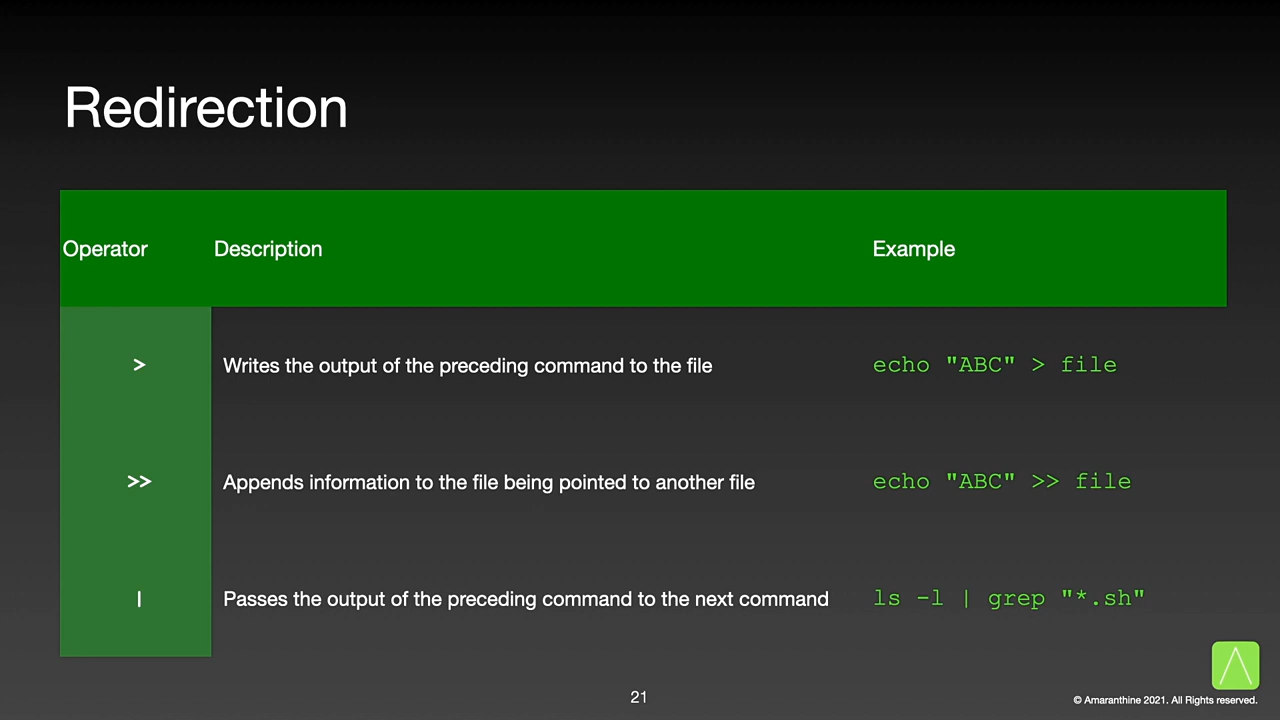 Redirection
Operator Description Example
> Writes the output of the preceding command to the file echo "ABC" > file
>> Appends information to the file being pointed to another file echo "ABC" >> file
| Passes the output of the preceding command to the next command ls -l | grep "*.sh"
21
© Amaranthine 2021. All Rights reserved.